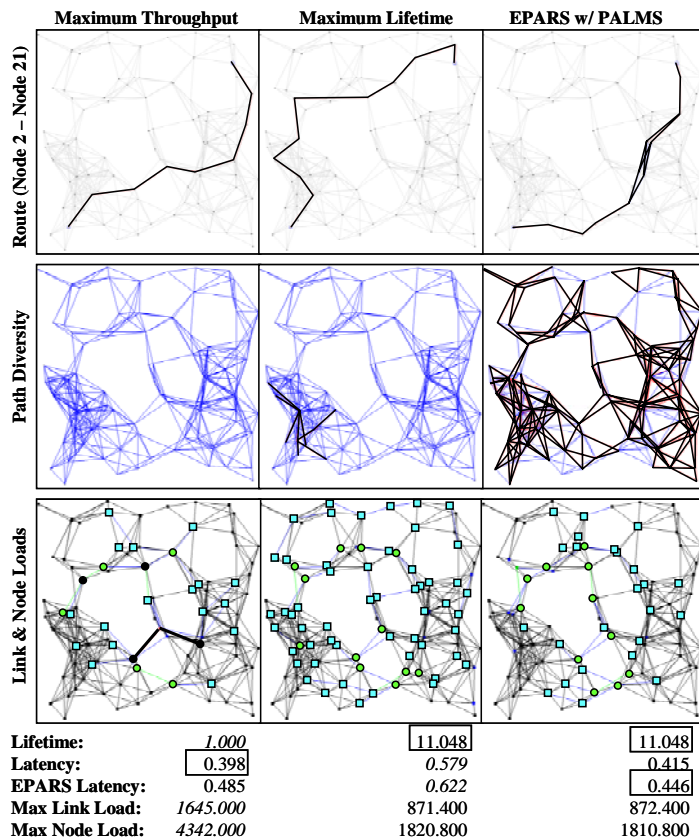 Maximum Throughput Maximum Lifetime EPARS w/ PALMS
Route (Node 2 – Node 21)
Path Diversity
Link & Node Loads
Lifetime: 1.000 11.048 11.048
Latency: 0.398 0.579 0.415
EPARS Latency: 0.485 0.622 0.446
Max Link Load: 1645.000 871.400 872.400
Max Node Load: 4342.000 1820.800 1810.800